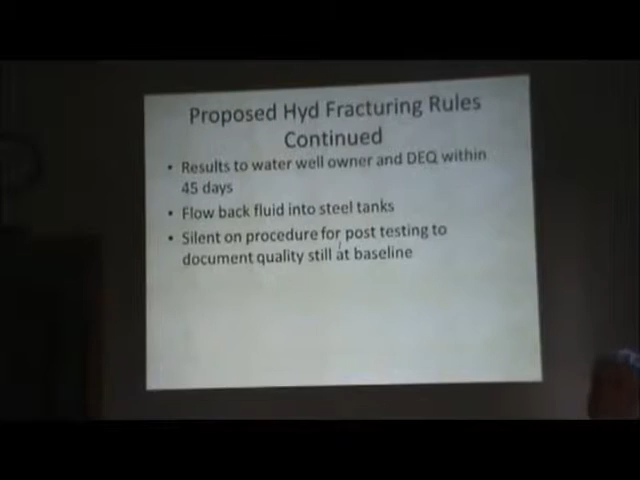 Proposed Hyd Fracturing Rules
Continued
• Results to water well owner and DEQ within
45 days
• Flow back fluid into steel tanks
• Silent on procedure for post testing to
document quality still at baseline